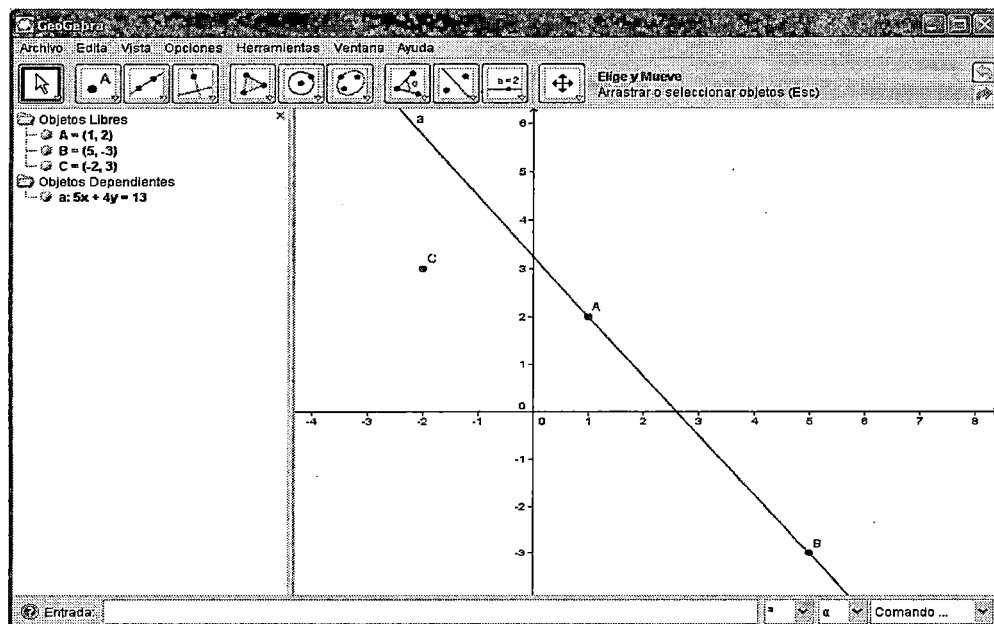 GeoGebra
Archivo Edita Vista Opciones Herramientas Ventana Ayuda
A
a = 2
Elige y Mueve
Arrastrar o seleccionar objetos (Esc)
Objetos Libres
A = (1, 2)
B = (5, -3)
C = (-2, 3)
Objetos Dependientes
a: 5x + 4y = 13
a
6
5
4
C
3
A
2
1
0
-4 -3 -2 -1 0 1 2 3 4 5 6 7 8
-1
-2
B
-3
Entrada:
α
Comando ...